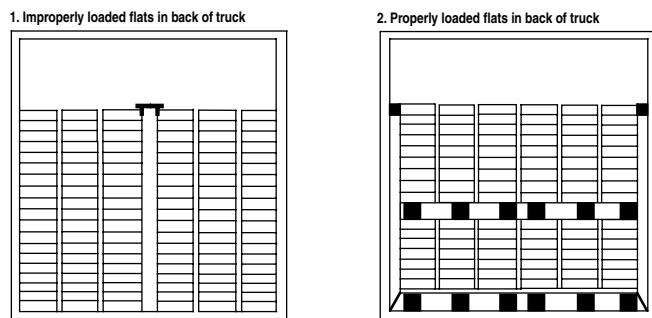 1. Improperly loaded flats in back of truck
2. Properly loaded flats in back of truck